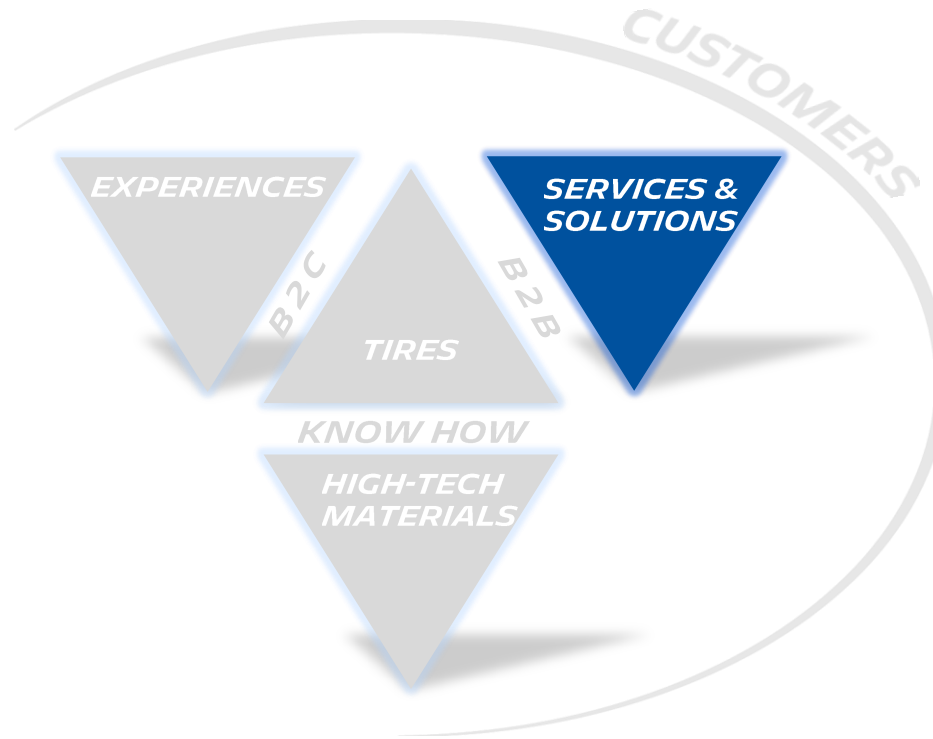 CUSTOMERS
EXPERIENCES
SERVICES &
SOLUTIONS
B2C
B2B
TIRES
KNOW HOW
HIGH-TECH
MATERIALS